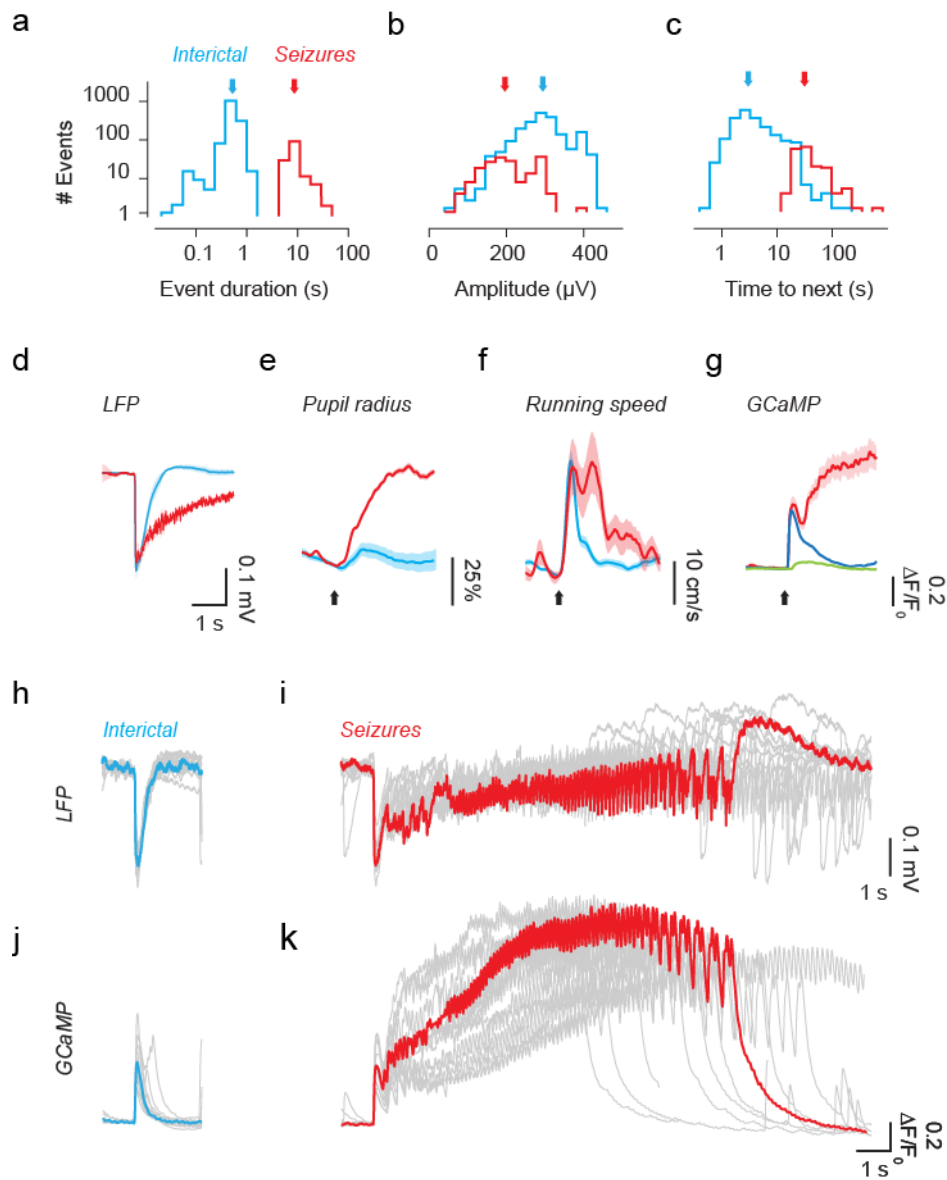 a
b
c
Interictal
Seizures
# Events
1000
100
10
1
0.1
1
10
100
Event duration (s)
0
200
400
Amplitude (µV)
1
10
100
Time to next (s)
d
e
f
g
LFP
Pupil radius
Running speed
GCaMP
0.1 mV
1 s
25%
10 cm/s
0.2
ΔF/F0
h
i
Interictal
Seizures
LFP
0.1 mV
1 s
j
k
GCaMP
0.2
ΔF/F0
1 s